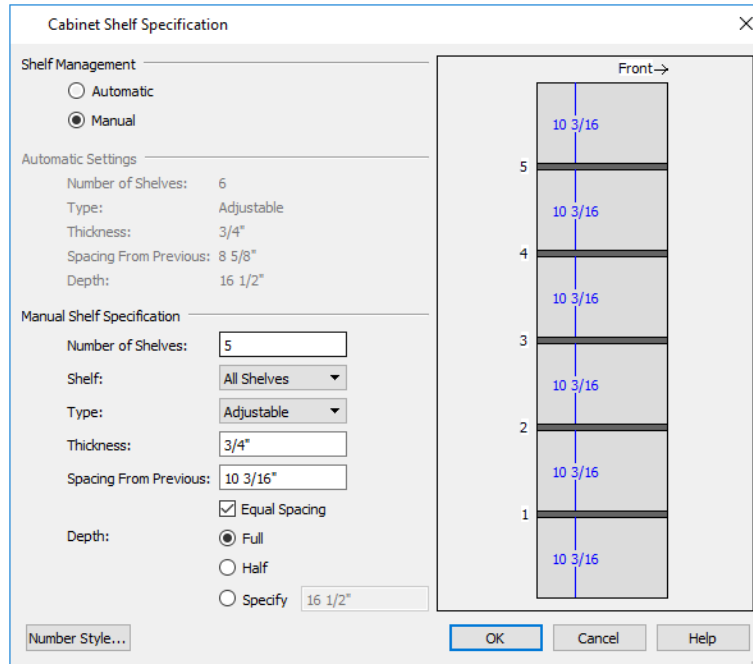 Cabinet Shelf Specification
Shelf Management
Automatic
Manual
Automatic Settings
Number of Shelves: 6
Type: Adjustable
Thickness: 3/4"
Spacing From Previous: 8 5/8"
Depth: 16 1/2"
Manual Shelf Specification
Number of Shelves: 5
Shelf: All Shelves
Type: Adjustable
Thickness: 3/4"
Spacing From Previous: 10 3/16"
Equal Spacing
Depth: Full
Half
Specify 16 1/2"
Front→
10 3/16
5
10 3/16
4
10 3/16
3
10 3/16
2
10 3/16
1
10 3/16
Number Style... OK Cancel Help